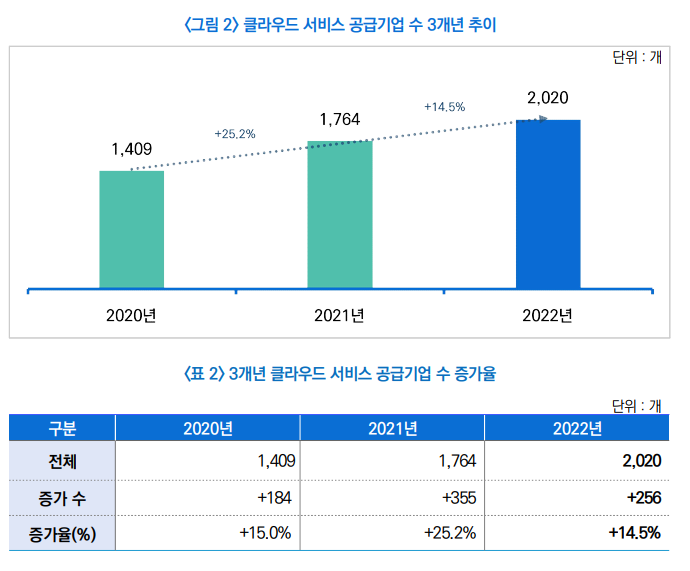 <그림 2> 클라우드 서비스 공급기업 수 3개년 추이
단위 : 개
1,409
+25.2%
1,764
+14.5%
2,020
2020년 2021년 2022년
<표 2> 3개년 클라우드 서비스 공급기업 수 증가율
단위 : 개
구분 2020년 2021년 2022년
전체 1,409 1,764 2,020
증가 수 +184 +355 +256
증가율(%) +15.0% +25.2% +14.5%